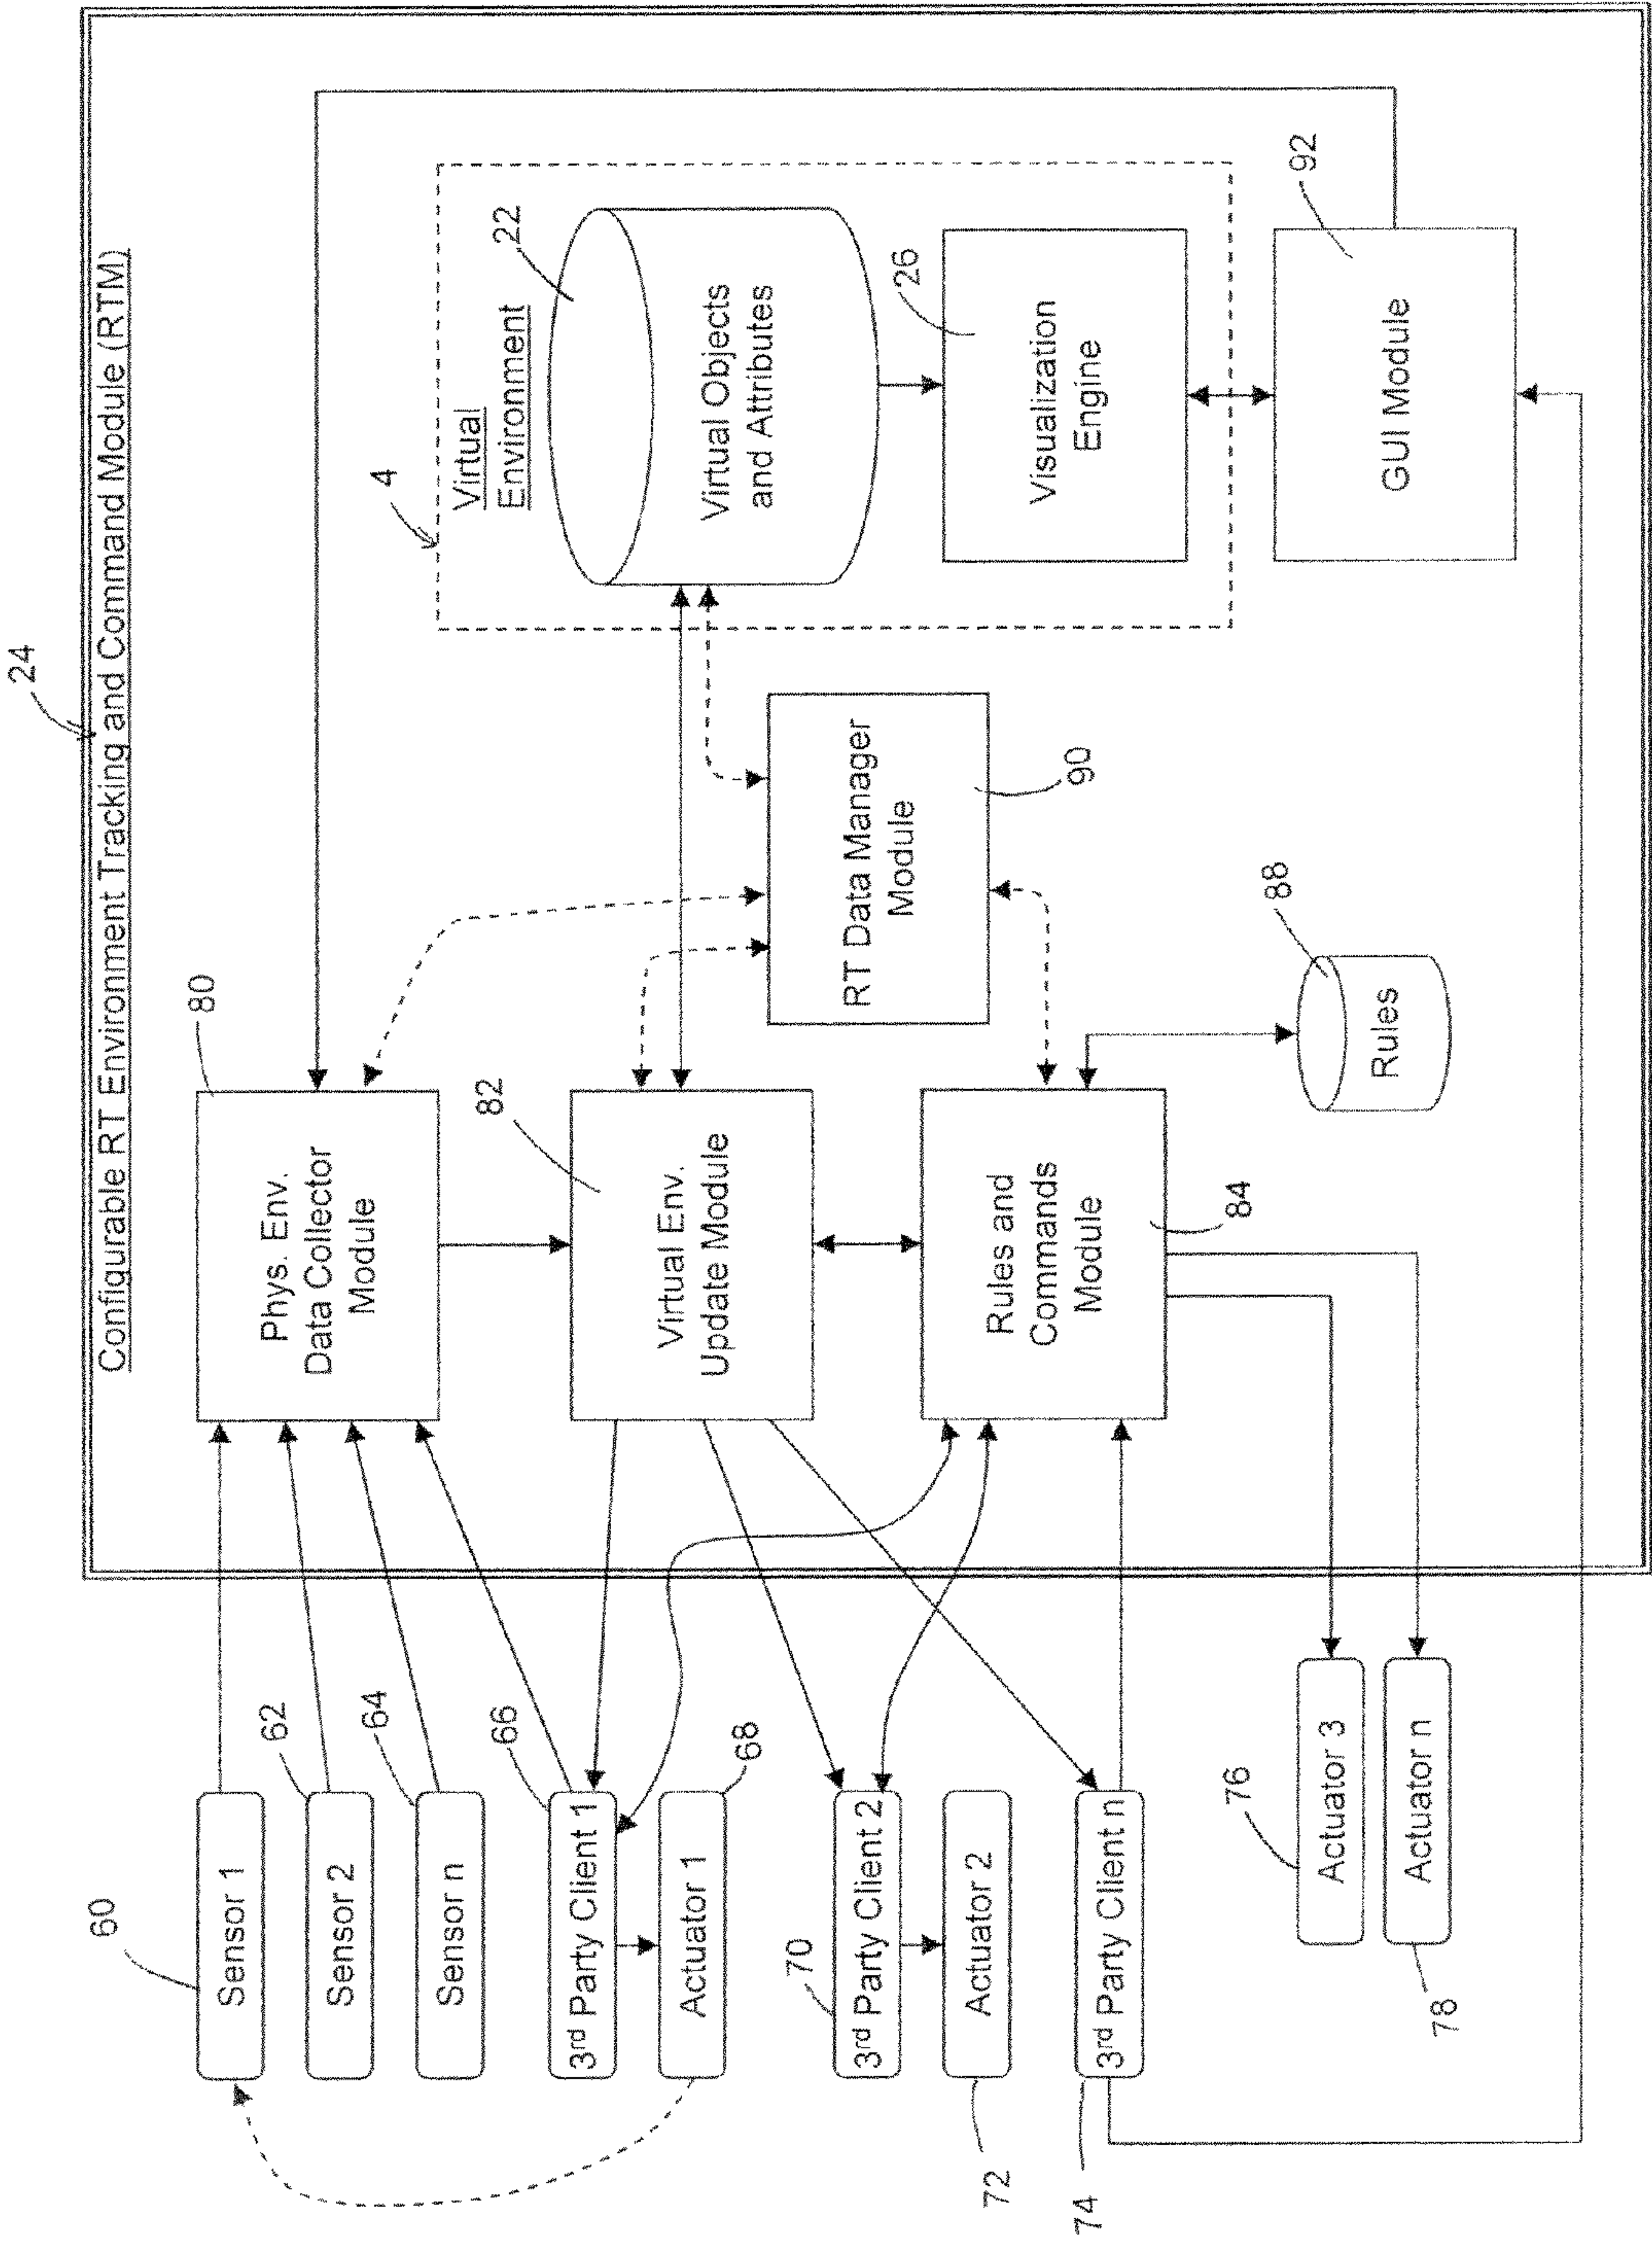 24
Configurable RT Environment Tracking and Command Module (RTM)
60
Sensor 1
62
Sensor 2
64
Sensor n
66
3rd Party Client 1
68
Actuator 1
70
3rd Party Client 2
72
Actuator 2
74
3rd Party Client n
76
Actuator 3
78
Actuator n
80
Phys. Env.
Data Collector
Module
82
Virtual Env.
Update Module
84
Rules and
Commands
Module
88
Rules
90
RT Data Manager
Module
4
Virtual
Environment
22
Virtual Objects
and Attributes
26
Visualization
Engine
92
GUI Module